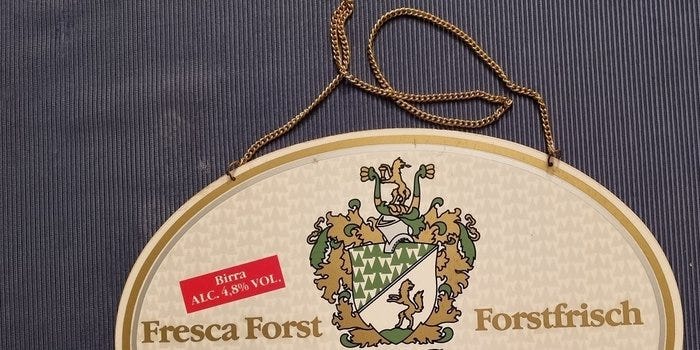 Birra
ALC. 4,8% VOL.
Fresca Forst
Forstfrisch